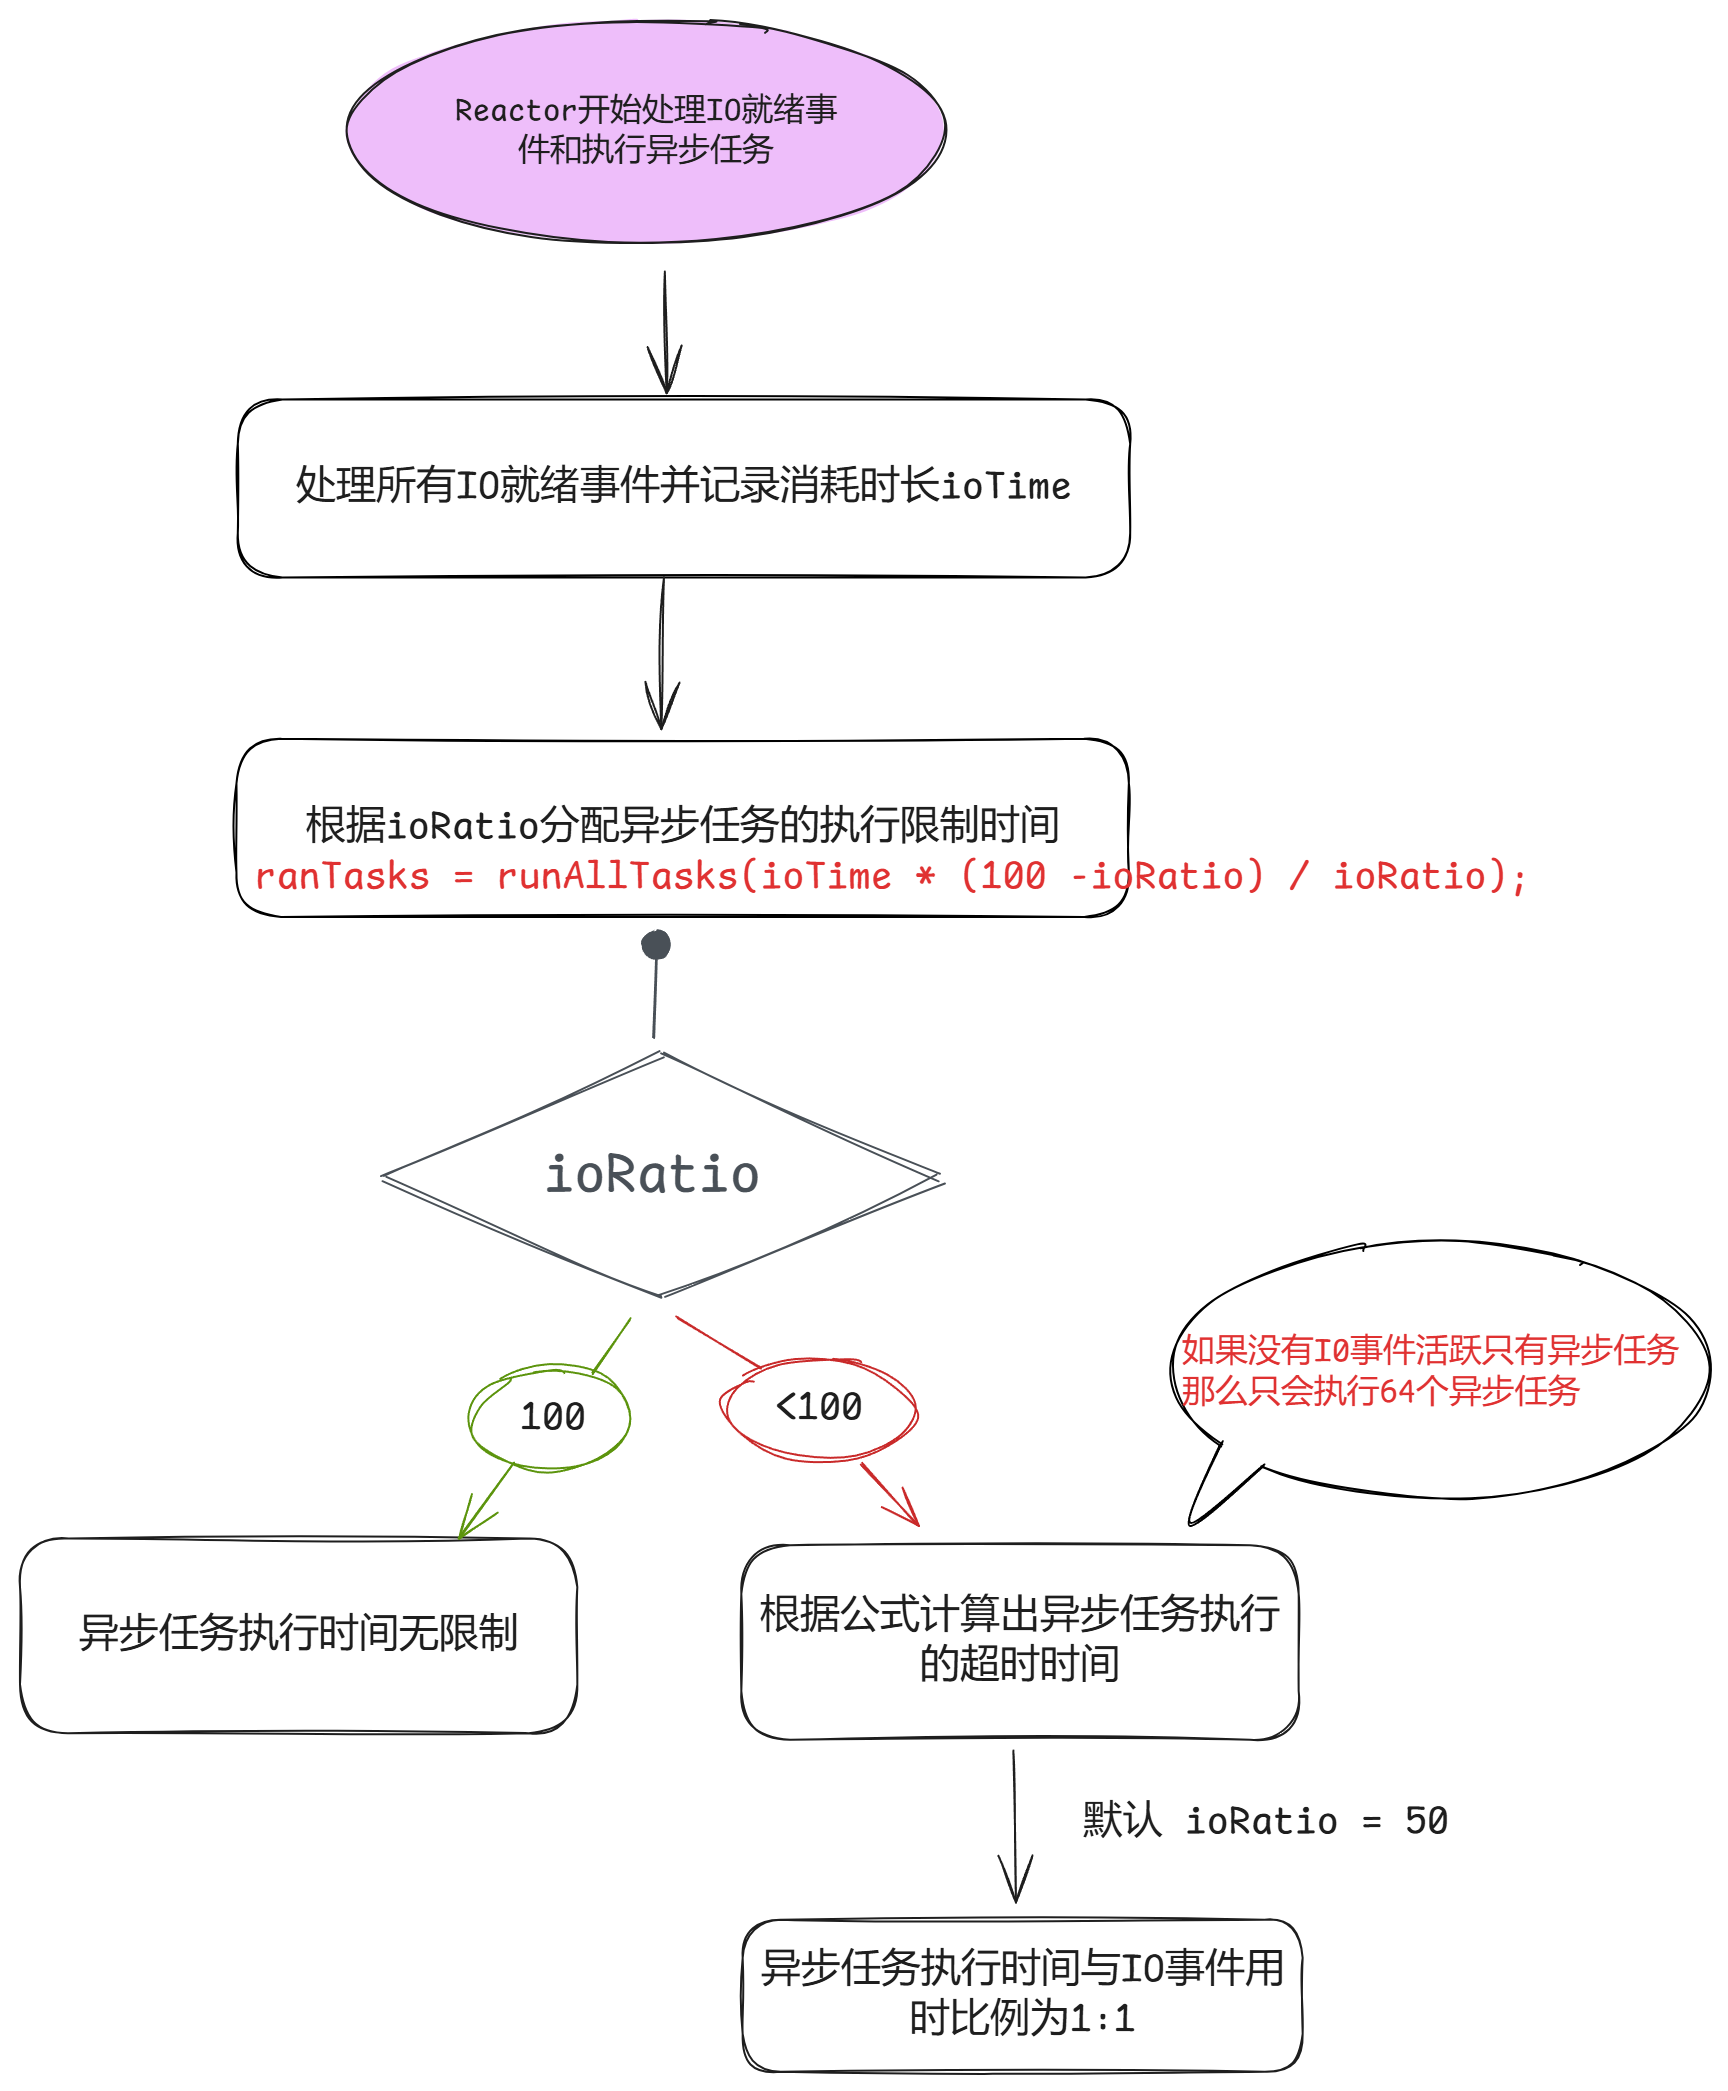 Reactor开始处理IO就绪事
件和执行异步任务
处理所有IO就绪事件并记录消耗时长ioTime
根据ioRatio分配异步任务的执行限制时间
ranTasks = runAllTasks(ioTime * (100 -ioRatio) / ioRatio);
ioRatio
如果没有IO事件活跃只有异步任务
那么只会执行64个异步任务
100
<100
异步任务执行时间无限制
根据公式计算出异步任务执行
的超时时间
默认 ioRatio = 50
异步任务执行时间与IO事件用
时比例为1:1